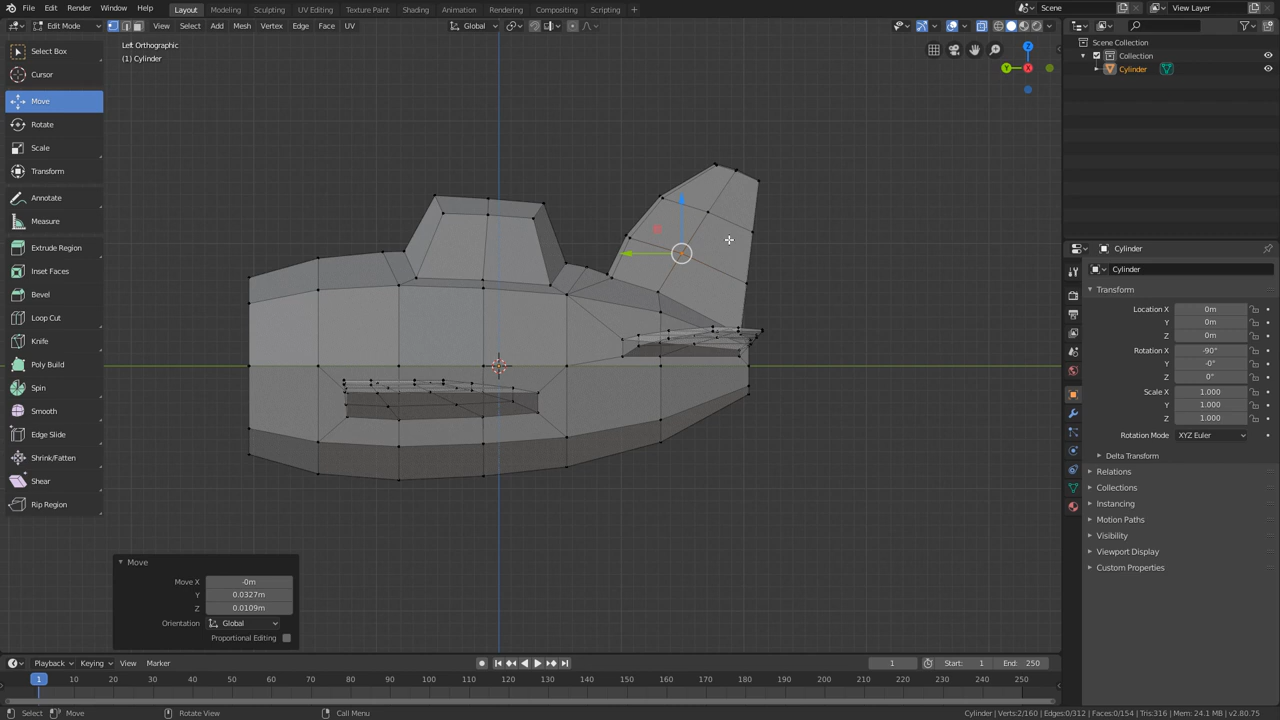 File Edit Render Window Help Layout Modeling Sculpting UV Editing Texture Paint Shading Animation Rendering Compositing Scripting + Scene View Layer
Edit Mode View Select Add Mesh Vertex Edge Face UV Global
Select Box
Cursor
Move
Rotate
Scale
Transform
Annotate
Measure
Extrude Region
Inset Faces
Bevel
Loop Cut
Knife
Poly Build
Spin
Smooth
Edge Slide
Shrink/Fatten
Shear
Rip Region
Left Orthographic
(1) Cylinder
Z
Y
X
Move
Move X -0m
Y 0.0327m
Z 0.0109m
Orientation Global
Proportional Editing
Scene Collection
Collection
Cylinder
Cylinder
Cylinder
Transform
Location X 0m
Y 0m
Z 0m
Rotation X -90°
Y -0°
Z 0°
Scale X 1.000
Y 1.000
Z 1.000
Rotation Mode XYZ Euler
Delta Transform
Relations
Collections
Instancing
Motion Paths
Visibility
Viewport Display
Custom Properties
Playback Keying View Marker 1 Start: 1 End: 250
1 10 20 30 40 50 60 70 80 90 100 110 120 130 140 150 160 170 180 190 200 210 220 230 240 250
Select Move Rotate View Call Menu Cylinder | Verts:2/160 | Edges:0/312 | Faces:0/154 | Tris:316 | Mem: 24.1 MB | v2.80.75